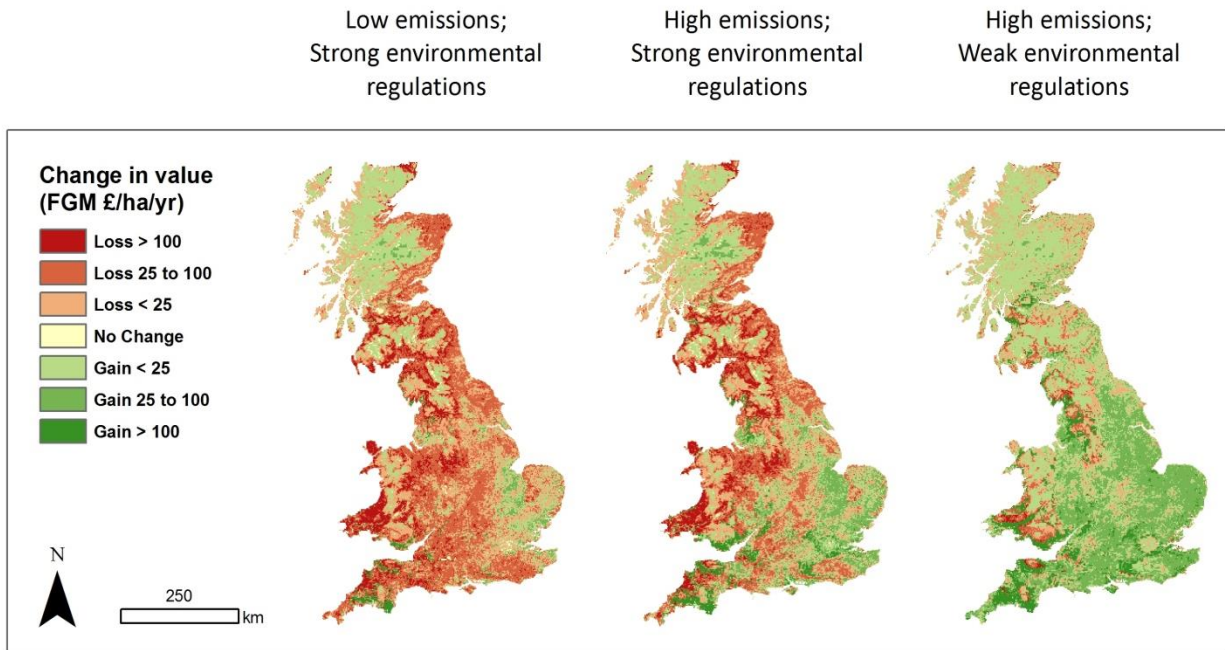 Low emissions;
Strong environmental
regulations
High emissions;
Strong environmental
regulations
High emissions;
Weak environmental
regulations
Change in value
(FGM £/ha/yr)
Loss > 100
Loss 25 to 100
Loss < 25
No Change
Gain < 25
Gain 25 to 100
Gain > 100
N
250
km